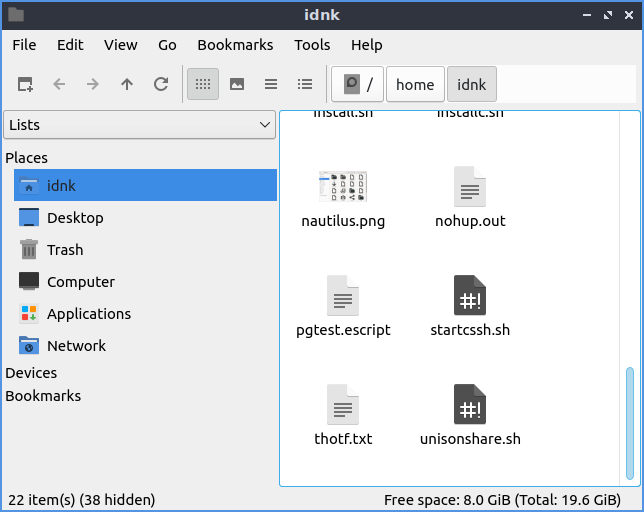 idnk
File Edit View Go Bookmarks Tools Help
/ home idnk
Lists
Places
idnk
Desktop
Trash
Computer
Applications
Network
Devices
Bookmarks
install.sh installc.sh
nautilus.png nohup.out
pgtest.escript startcssh.sh
thotf.txt unisonshare.sh
22 item(s) (38 hidden) Free space: 8.0 GiB (Total: 19.6 GiB)